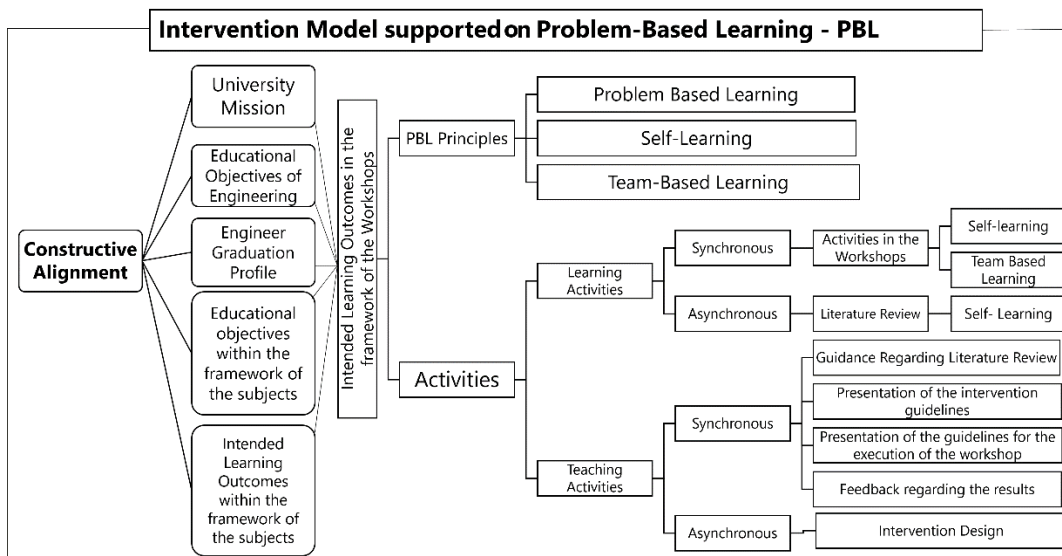 Intervention Model supported on Problem-Based Learning - PBL
Constructive
Alignment
University
Mission
Educational
Objectives of
Engineering
Engineer
Graduation
Profile
Educational
objectives within the
framework of
the subjects
Intended
Learning
Outcomes
within the
framework of
the subjects
Intended Learning Outcomes in the
framework of the Workshops
PBL Principles
Problem Based Learning
Self-Learning
Team-Based Learning
Activities
Learning
Activities
Synchronous
Activities in the
Workshops
Self-learning
Team Based
Learning
Asynchronous
Literature Review
Self- Learning
Teaching
Activities
Synchronous
Guidance Regarding Literature Review
Presentation of the intervention
guidelines
Presentation of the guidelines for the
execution of the workshop
Feedback regarding the results
Asynchronous
Intervention Design